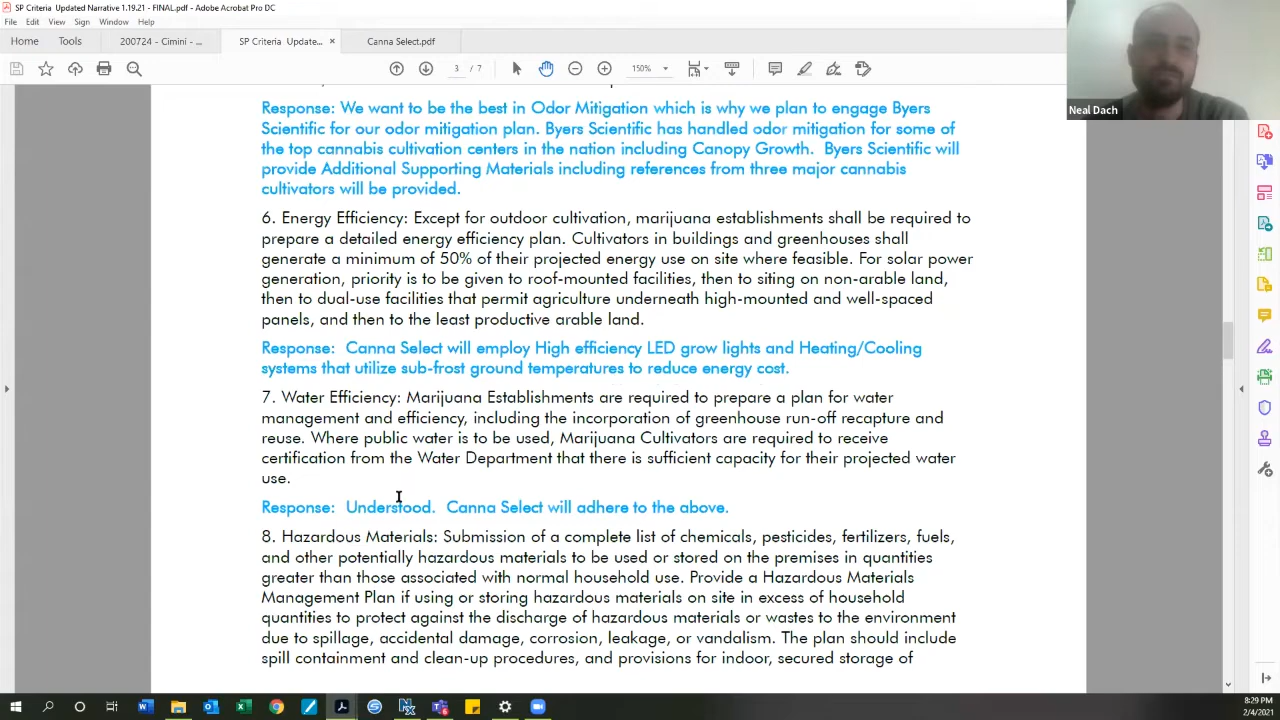 SP Criteria Updated Narrative 1.19.21 - FINAL.pdf - Adobe Acrobat Pro DC
File Edit View Sign Window Help
Home Tools 200724 - Cimini - ... SP Criteria Update... × Canna Select.pdf
3 / 7 150%
Neal Dach
Response: We want to be the best in Odor Mitigation which is why we plan to engage Byers
Scientific for our odor mitigation plan. Byers Scientific has handled odor mitigation for some of
the top cannabis cultivation centers in the nation including Canopy Growth. Byers Scientific will
provide Additional Supporting Materials including references from three major cannabis
cultivators will be provided.
6. Energy Efficiency: Except for outdoor cultivation, marijuana establishments shall be required to
prepare a detailed energy efficiency plan. Cultivators in buildings and greenhouses shall
generate a minimum of 50% of their projected energy use on site where feasible. For solar power
generation, priority is to be given to roof-mounted facilities, then to siting on non-arable land,
then to dual-use facilities that permit agriculture underneath high-mounted and well-spaced
panels, and then to the least productive arable land.
Response: Canna Select will employ High efficiency LED grow lights and Heating/Cooling
systems that utilize sub-frost ground temperatures to reduce energy cost.
7. Water Efficiency: Marijuana Establishments are required to prepare a plan for water
management and efficiency, including the incorporation of greenhouse run-off recapture and
reuse. Where public water is to be used, Marijuana Cultivators are required to receive
certification from the Water Department that there is sufficient capacity for their projected water
use.
Response: Understood. Canna Select will adhere to the above.
8. Hazardous Materials: Submission of a complete list of chemicals, pesticides, fertilizers, fuels,
and other potentially hazardous materials to be used or stored on the premises in quantities
greater than those associated with normal household use. Provide a Hazardous Materials
Management Plan if using or storing hazardous materials on site in excess of household
quantities to protect against the discharge of hazardous materials or wastes to the environment
due to spillage, accidental damage, corrosion, leakage, or vandalism. The plan should include
spill containment and clean-up procedures, and provisions for indoor, secured storage of
8:29 PM
2/4/2021